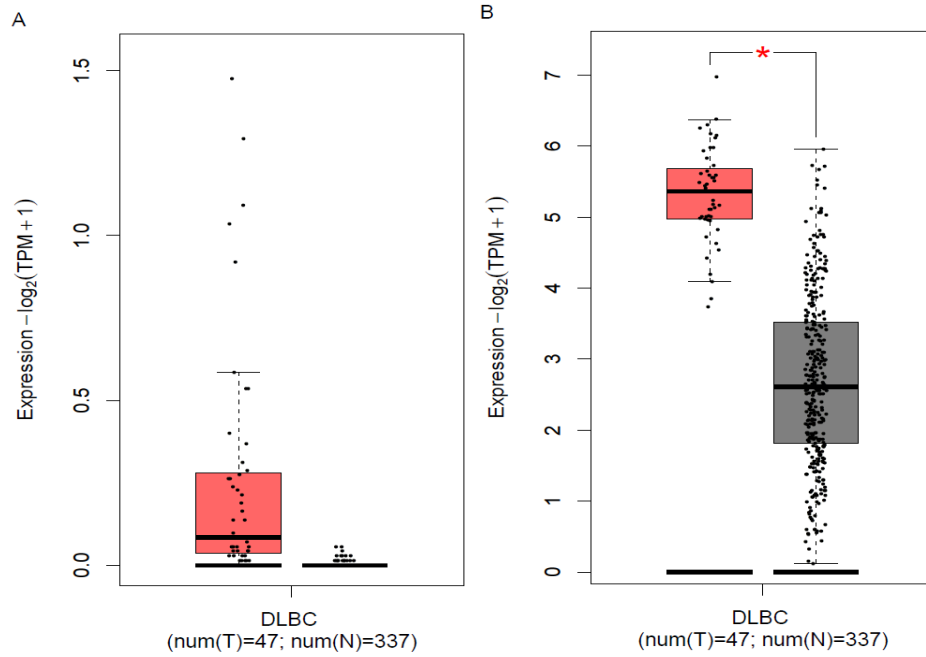 A
Expression – log2(TPM + 1)
1.5
1.0
0.5
0.0
DLBC
(num(T)=47; num(N)=337)
B
Expression – log2(TPM + 1)
7
6
5
4
3
2
1
0
*
DLBC
(num(T)=47; num(N)=337)